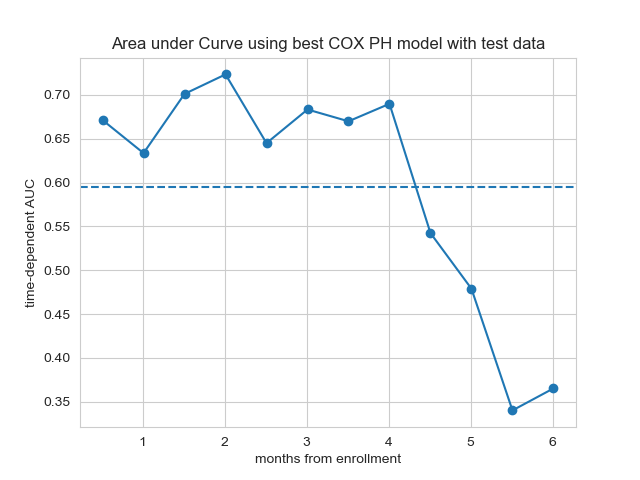 Area under Curve using best COX PH model with test data
time-dependent AUC
0.70
0.65
0.60
0.55
0.50
0.45
0.40
0.35
1 2 3 4 5 6
months from enrollment